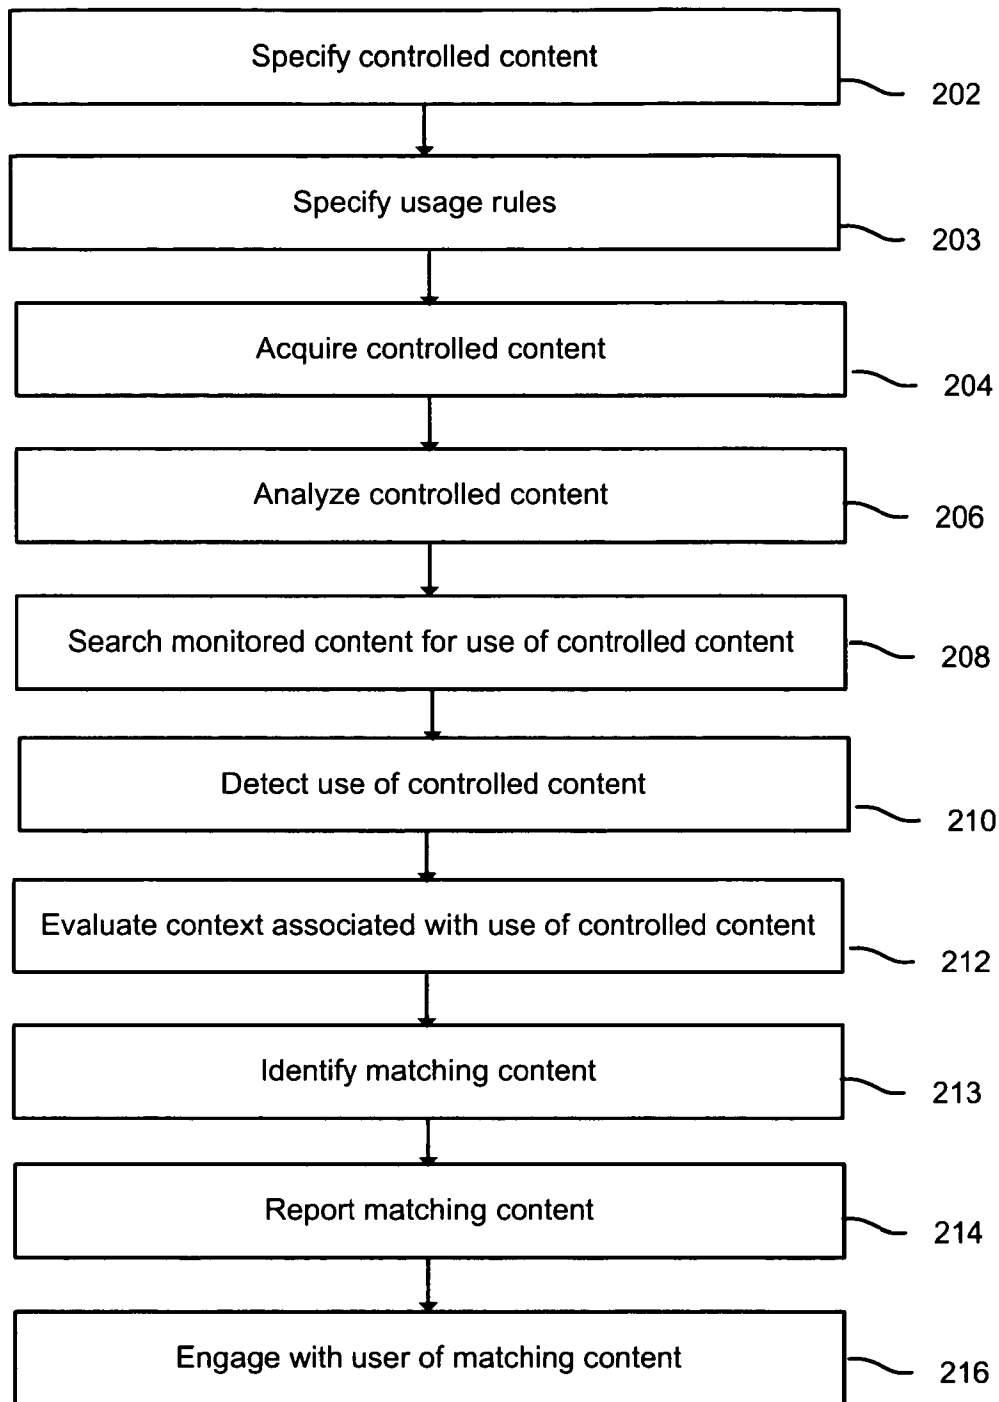 Specify controlled content
202
Specify usage rules
203
Acquire controlled content
204
Analyze controlled content
206
Search monitored content for use of controlled content
208
Detect use of controlled content
210
Evaluate context associated with use of controlled content
212
Identify matching content
213
Report matching content
214
Engage with user of matching content
216